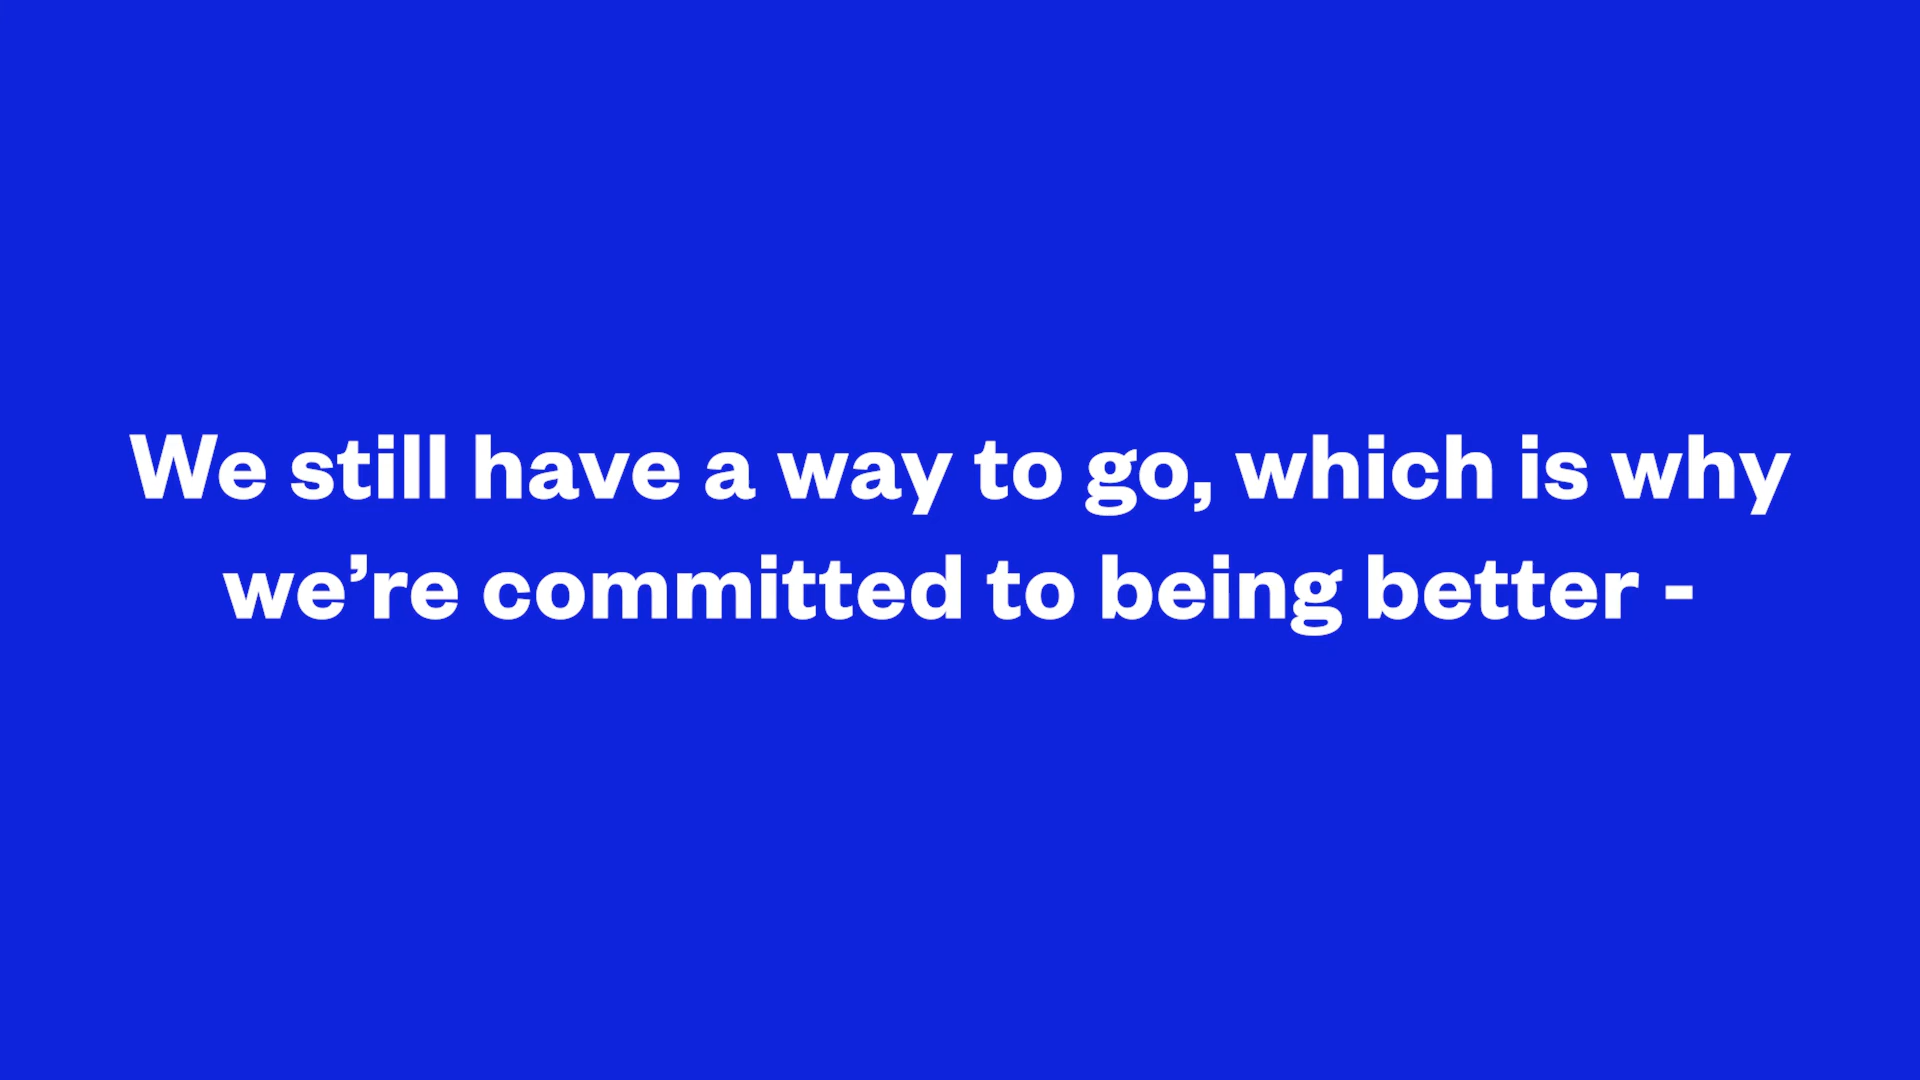 We still have a way to go, which is why
we’re committed to being better -